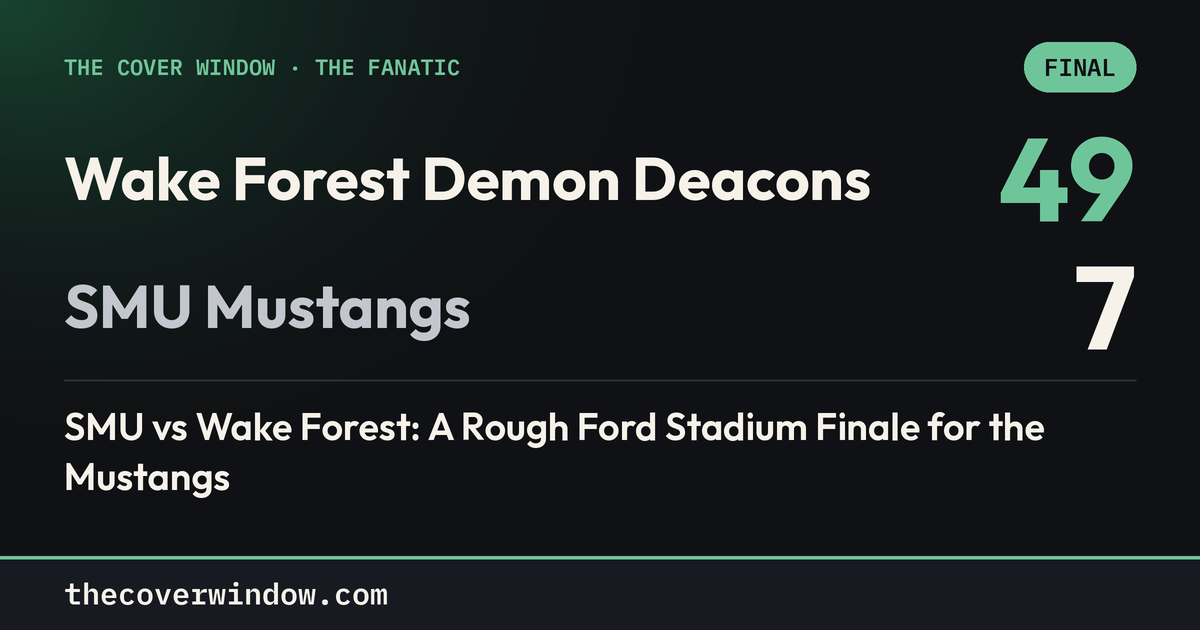 THE COVER WINDOW · THE FANATIC
FINAL
Wake Forest Demon Deacons
49
SMU Mustangs
7
SMU vs Wake Forest: A Rough Ford Stadium Finale for the
Mustangs
thecoverwindow.com